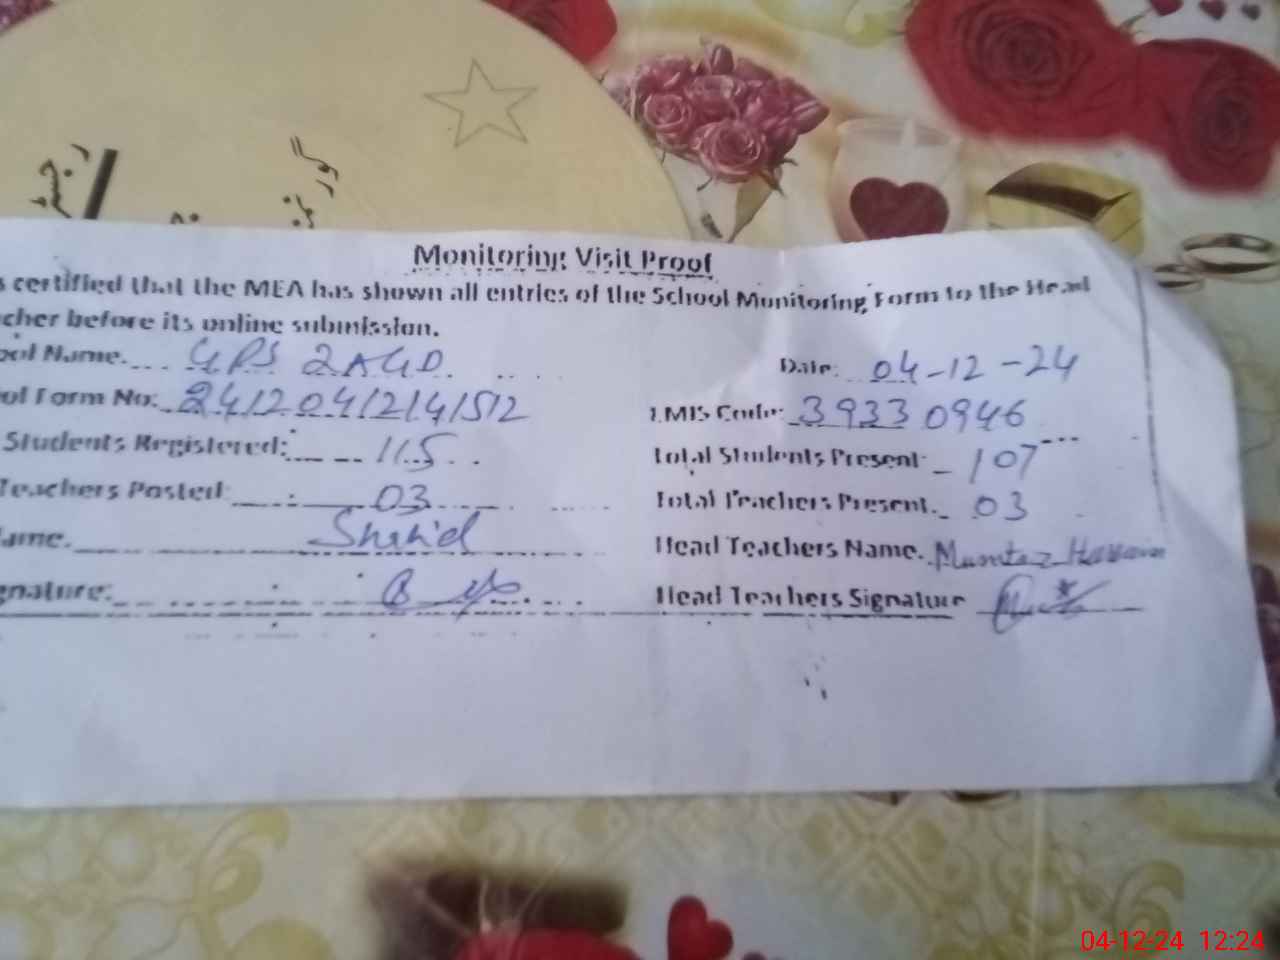 Monitoring Visit Proof
certified that the MEA has shown all entries of the School Monitoring Form to the Head
cher before its online submission.
ool Name. GPS 2AGD Date: 04-12-24
ol Form No: 24120412141512 EMIS Code: 39330946
Students Registered: 115 Total Students Present: 107
Teachers Posted: 03 Total Teachers Present. 03
ame. Shahid Head Teachers Name. Mumtaz Hussain
gnature: Head Teachers Signature
04-12-24 12:24